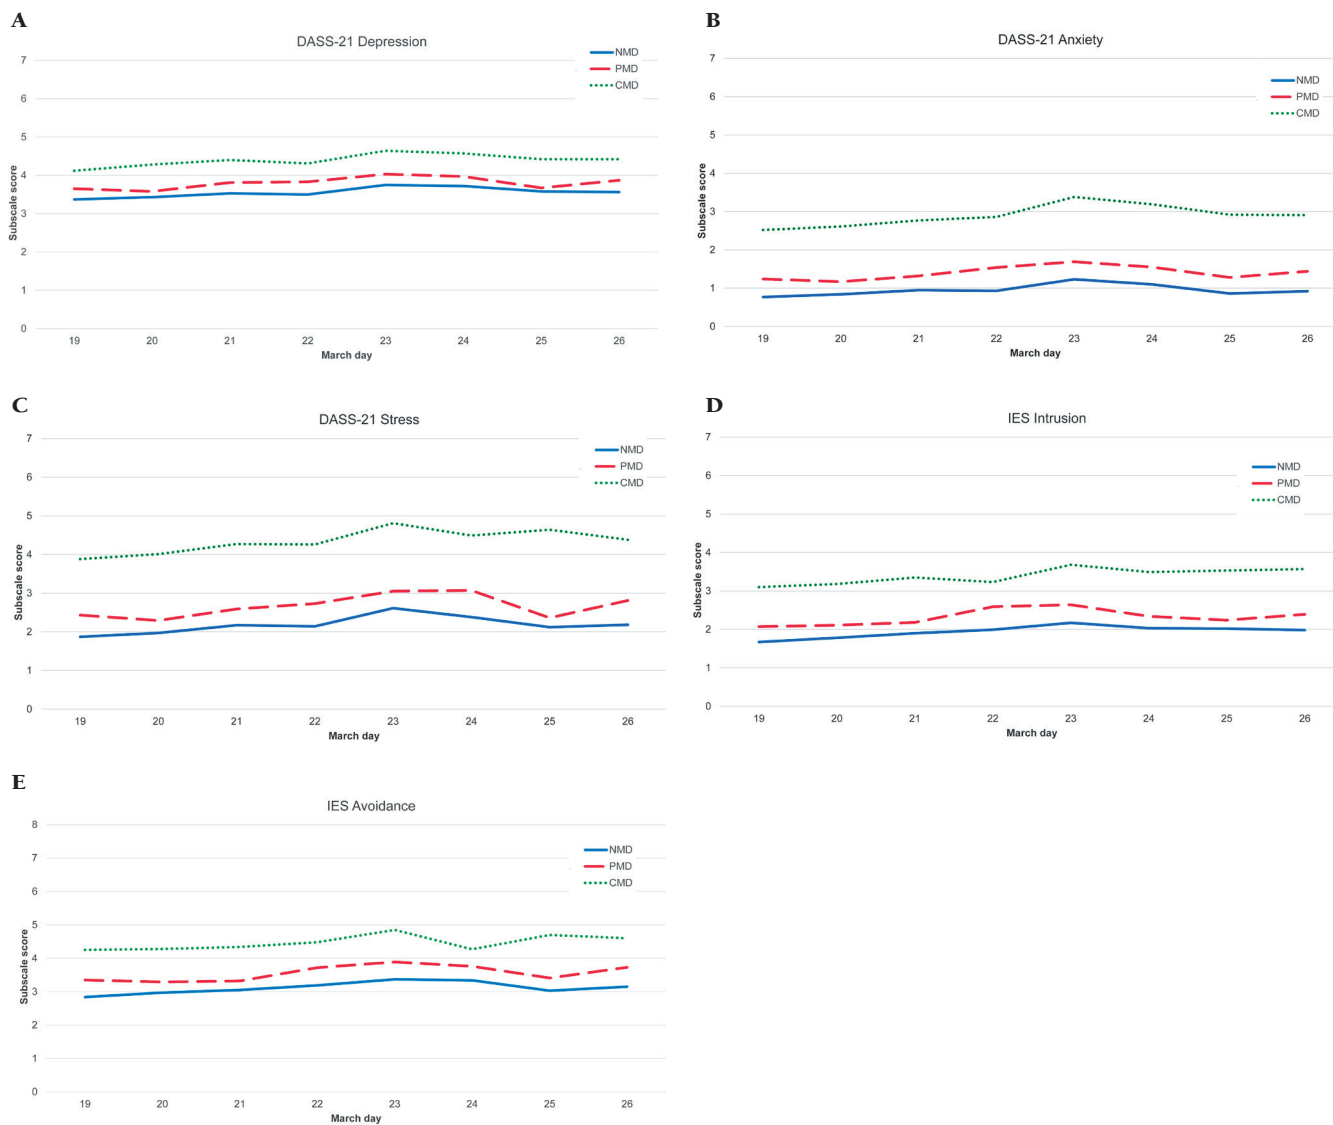 A
DASS-21 Depression
NMD
PMD
CMD
7
6
5
4
3
2
1
0
Subscale score
19 20 21 22 23 24 25 26
March day
B
DASS-21 Anxiety
NMD
PMD
CMD
7
6
5
4
3
2
1
0
Subscale score
19 20 21 22 23 24 25 26
March day
C
DASS-21 Stress
NMD
PMD
CMD
7
6
5
4
3
2
1
0
Subscale score
19 20 21 22 23 24 25 26
March day
D
IES Intrusion
NMD
PMD
CMD
7
6
5
4
3
2
1
0
Subscale score
19 20 21 22 23 24 25 26
March day
E
IES Avoidance
NMD
PMD
CMD
8
7
6
5
4
3
2
1
0
Subscale score
19 20 21 22 23 24 25 26
March day